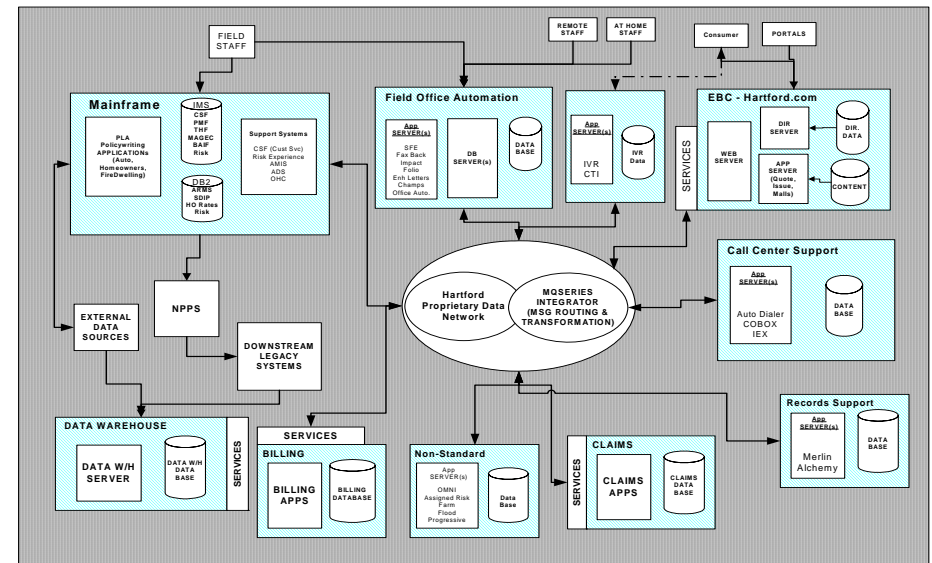 FIELD
STAFF
REMOTE
STAFF
AT HOME
STAFF
Consumer
PORTALS
Mainframe
PLA
Policywriting
APPLICATIONs
(Auto,
Homeowners,
FireDwelling)
IMS
CSF
PMF
THF
MAGEC
BAIF
Risk
DB2
ARMS
SDIP
HO Rates
Risk
Support Systems
CSF (Cust Svc)
Risk Experience
AMIS
ADS
OHC
Field Office Automation
App
SERVER(s)
SFE
Fax Back
Impact
Folio
Enh Letters
Champs
Office Auto.
DB
SERVER(s)
DATA
BASE
App
SERVER(s)
IVR
CTI
IVR
Data
EBC - Hartford.com
SERVICES
WEB
SERVER
DIR
SERVER
DIR.
DATA
APP
SERVER
(Quote,
Issue,
Malls)
CONTENT
Hartford
Proprietary Data
Network
MQSERIES
INTEGRATOR
(MSG ROUTING &
TRANSFORMATION)
Call Center Support
App
SERVER(s)
Auto Dialer
COBOX
IEX
DATA
BASE
NPPS
EXTERNAL
DATA
SOURCES
DOWNSTREAM
LEGACY
SYSTEMS
DATA WAREHOUSE
DATA W/H
SERVER
DATA W/H
DATA
BASE
SERVICES
SERVICES
BILLING
BILLING
APPS
BILLING
DATABASE
Non-Standard
App
SERVER(s)
OMNI
Assigned Risk
Farm
Flood
Progressive
Data
Base
SERVICES
CLAIMS
CLAIMS
APPS
CLAIMS
DATA
BASE
Records Support
App
SERVER(s)
Merlin
Alchemy
DATA
BASE